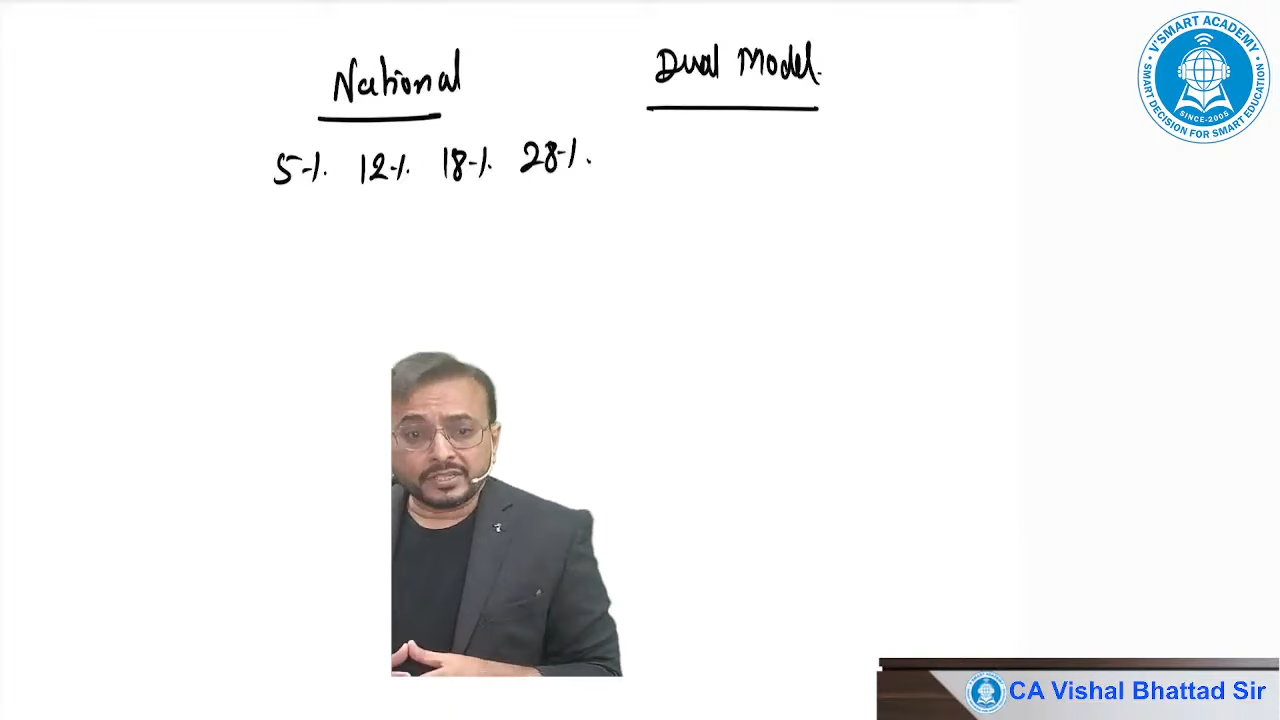 National
Dual Model.
5% 12% 18% 28%.
V'SMART ACADEMY
SINCE-2005
SMART DECISION FOR SMART EDUCATION
CA Vishal Bhattad Sir